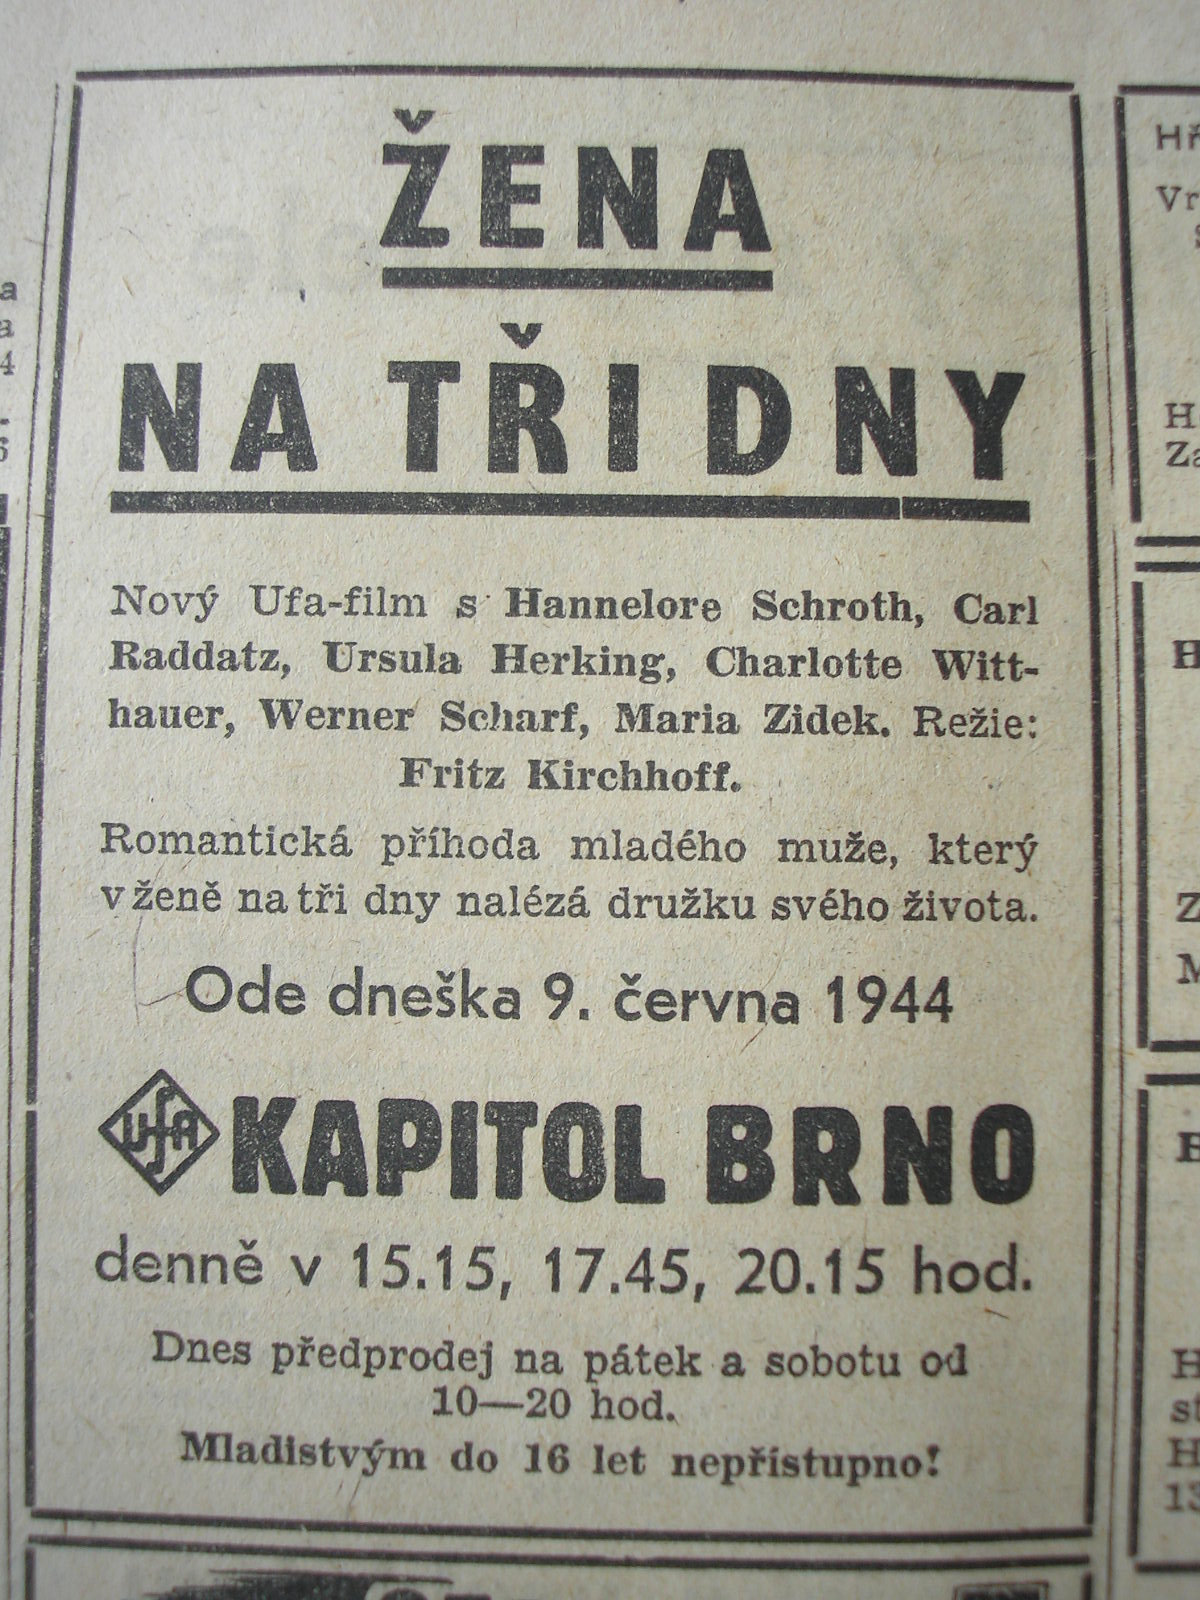 ŽENA
NA TŘI DNY
Nový Ufa-film s Hannelore Schroth, Carl
Raddatz, Ursula Herking, Charlotte Witt-
hauer, Werner Scharf, Maria Zidek. Režie:
Fritz Kirchhoff.
Romantická příhoda mladého muže, který
v ženě na tři dny nalézá družku svého života.
Ode dneška 9. června 1944
UFA KAPITOL BRNO
denně v 15.15, 17.45, 20.15 hod.
Dnes předprodej na pátek a sobotu od
10—20 hod.
Mladistvým do 16 let nepřístupno!